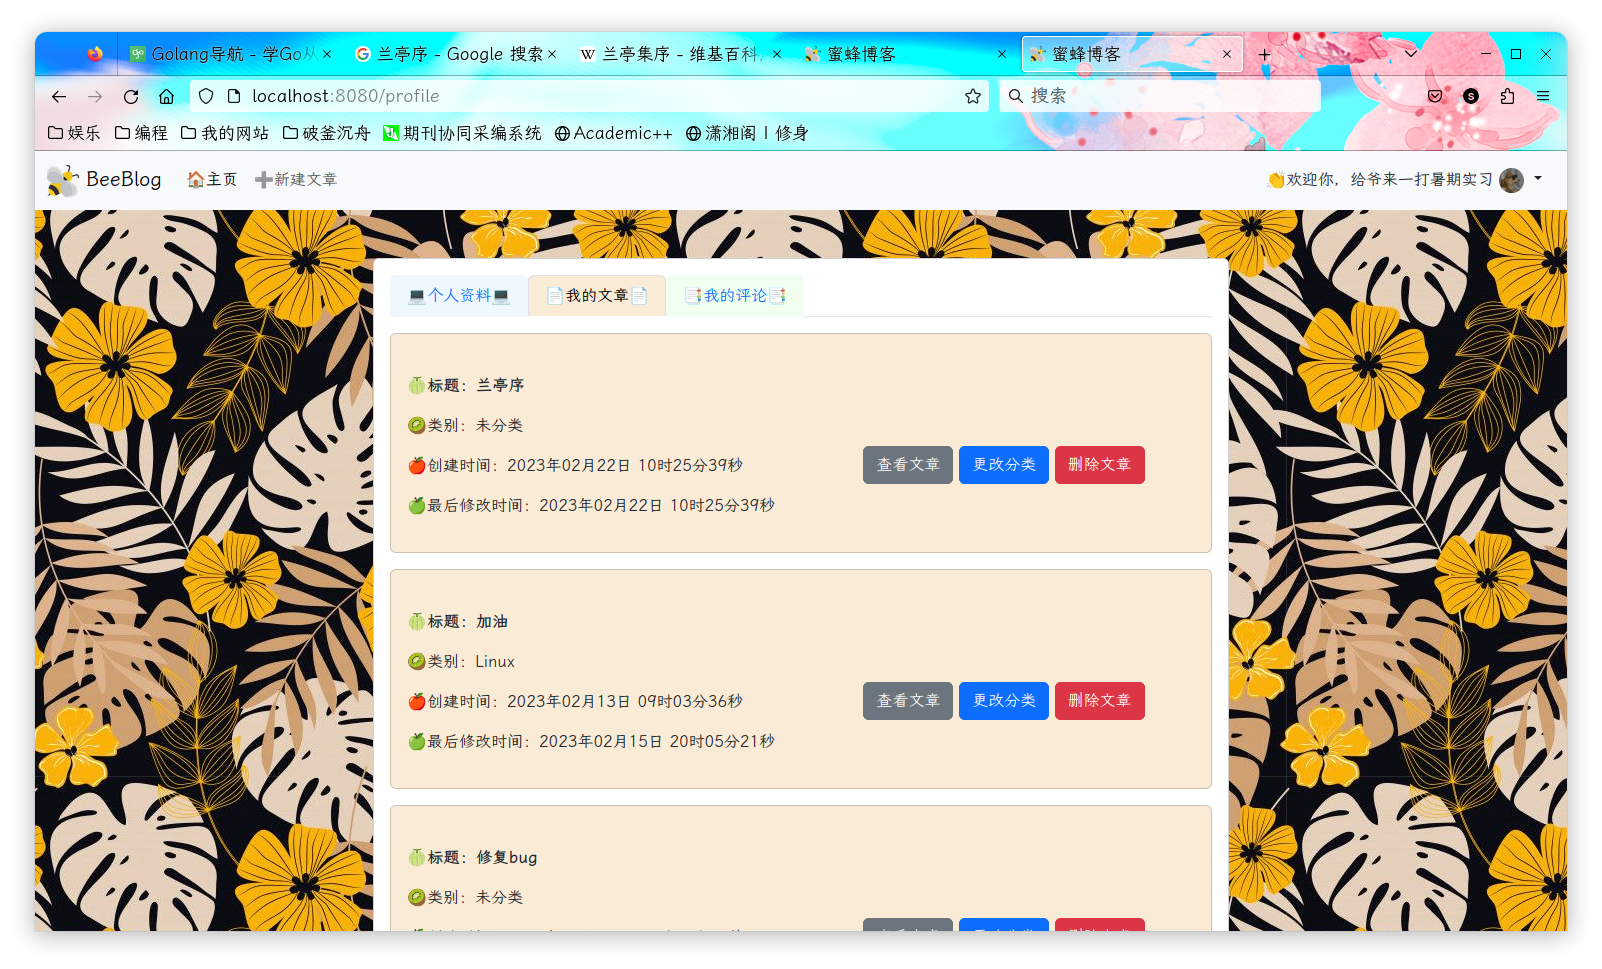 Golang导航 - 学Go从
兰亭序 - Google 搜索
兰亭集序 - 维基百科,
蜜蜂博客
蜜蜂博客
localhost:8080/profile
搜索
娱乐
编程
我的网站
破釜沉舟
期刊协同采编系统
Academic++
潇湘阁 | 修身
BeeBlog
主页
新建文章
欢迎你, 给爷来一打暑期实习
个人资料
我的文章
我的评论
标题: 兰亭序
类别: 未分类
创建时间: 2023年02月22日 10时25分39秒
最后修改时间: 2023年02月22日 10时25分39秒
查看文章
更改分类
删除文章
标题: 加油
类别: Linux
创建时间: 2023年02月13日 09时03分36秒
最后修改时间: 2023年02月15日 20时05分21秒
查看文章
更改分类
删除文章
标题: 修复bug
类别: 未分类